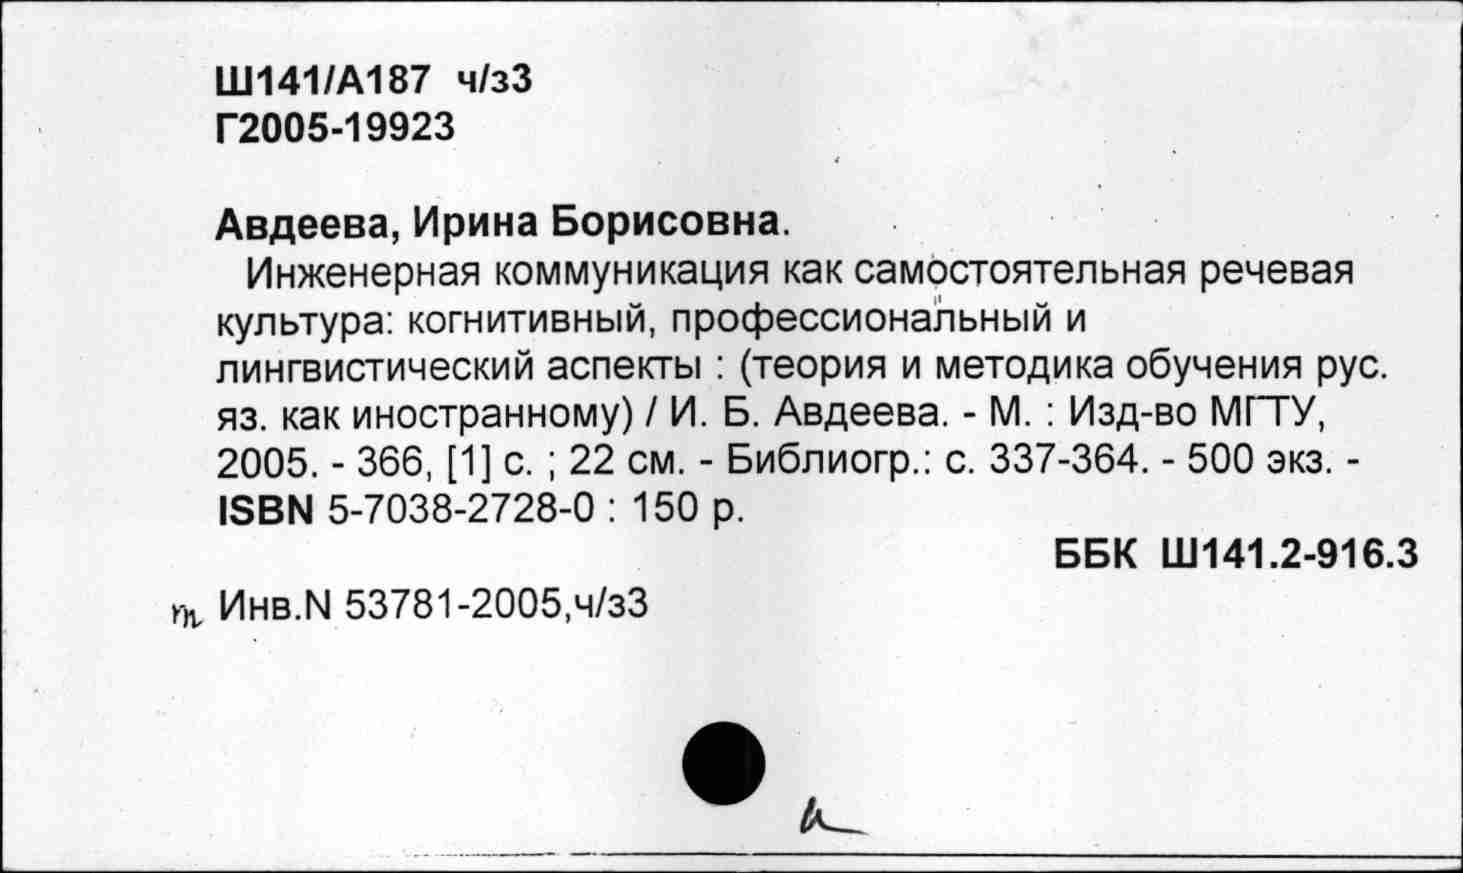 Ш141/А187 ч/з3
Г2005-19923
Авдеева, Ирина Борисовна.
Инженерная коммуникация как самостоятельная речевая
культура: когнитивный, профессиональный и
лингвистический аспекты : (теория и методика обучения рус.
яз. как иностранному) / И. Б. Авдеева. - М. : Изд-во МГТУ,
2005. - 366, [1] с. ; 22 см. - Библиогр.: с. 337-364. - 500 экз. -
ISBN 5-7038-2728-0 : 150 р.
ББК Ш141.2-916.3
Инв.N 53781-2005,ч/з3